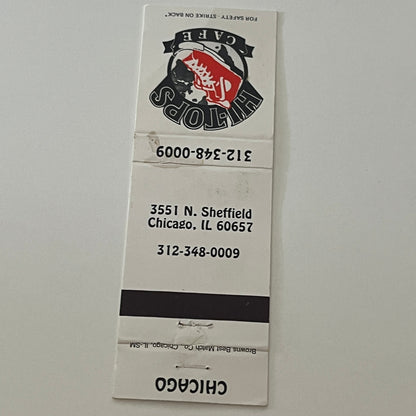 FOR SAFETY - STRIKE ON BACK
CAFE
HI-TOPS
312-348-0009
3551 N. Sheffield
Chicago, IL 60657
312-348-0009
Browns Best Match Co., Chicago, IL-SM
CHICAGO